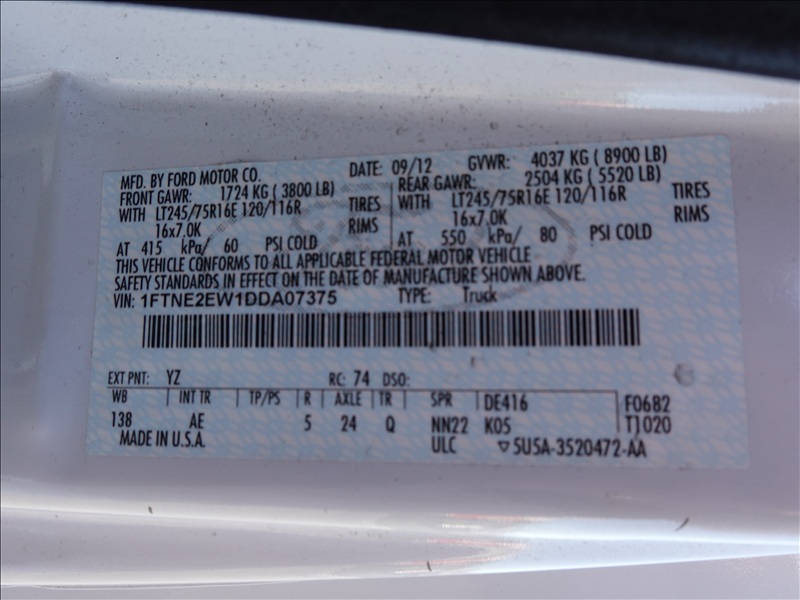 MFD. BY FORD MOTOR CO. DATE: 09/12 GVWR: 4037 KG ( 8900 LB)
FRONT GAWR: 1724 KG ( 3800 LB) REAR GAWR: 2504 KG ( 5520 LB)
WITH LT245/75R16E 120/116R TIRES WITH LT245/75R16E 120/116R TIRES
16x7.0K RIMS 16x7.0K RIMS
AT 415 kPa/ 60 PSI COLD AT 550 kPa/ 80 PSI COLD
THIS VEHICLE CONFORMS TO ALL APPLICABLE FEDERAL MOTOR VEHICLE
SAFETY STANDARDS IN EFFECT ON THE DATE OF MANUFACTURE SHOWN ABOVE.
VIN: 1FTNE2EW1DDA07375 TYPE: Truck
EXT PNT: YZ RC: 74 DSO:
WB INT TR TP/PS R AXLE TR SPR DE416 F0682
138 AE 5 24 Q NN22 K05 T1020
MADE IN U.S.A. ULC ▽5U5A-3520472-AA